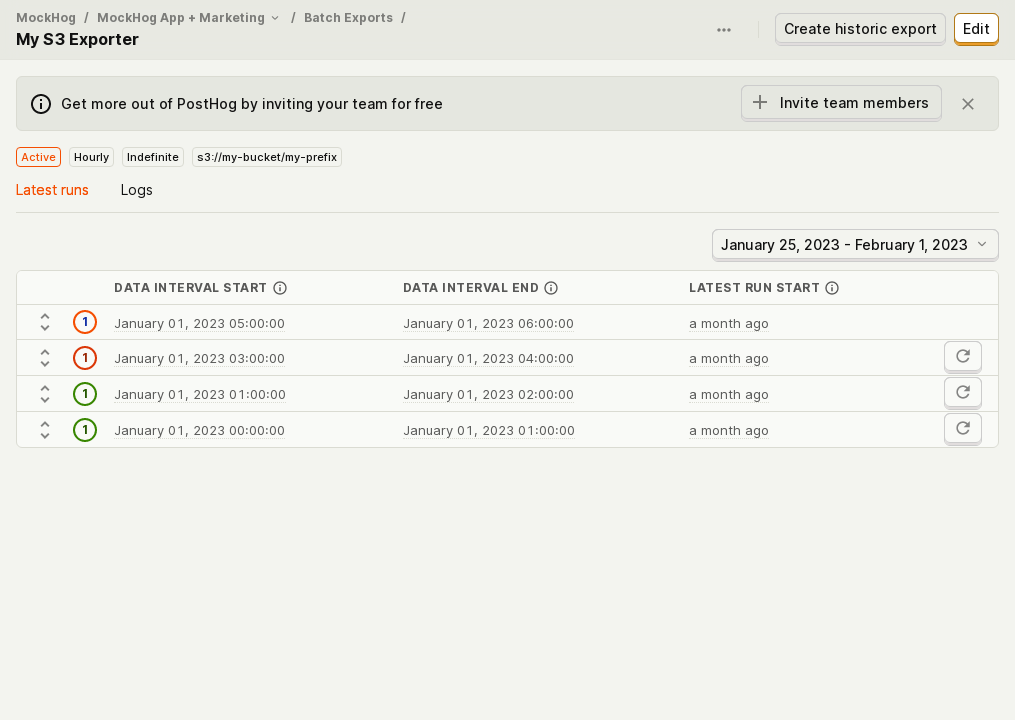 MockHog / MockHog App + Marketing / Batch Exports /
My S3 Exporter
Create historic export
Edit
Get more out of PostHog by inviting your team for free
Invite team members
Active Hourly Indefinite s3://my-bucket/my-prefix
Latest runs Logs
January 25, 2023 - February 1, 2023
DATA INTERVAL START DATA INTERVAL END LATEST RUN START
1 January 01, 2023 05:00:00 January 01, 2023 06:00:00 a month ago
1 January 01, 2023 03:00:00 January 01, 2023 04:00:00 a month ago
1 January 01, 2023 01:00:00 January 01, 2023 02:00:00 a month ago
1 January 01, 2023 00:00:00 January 01, 2023 01:00:00 a month ago